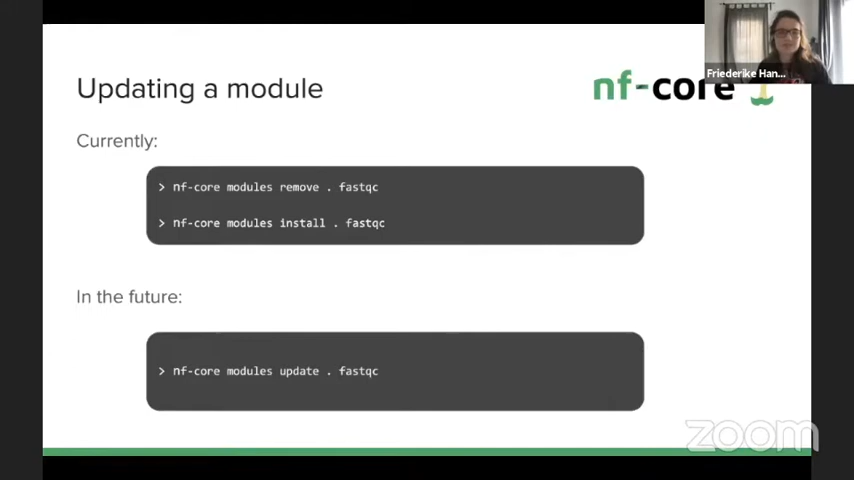 Friederike Han...
Updating a module
nf-core
Currently:
> nf-core modules remove . fastqc
> nf-core modules install . fastqc
In the future:
> nf-core modules update . fastqc
zoom